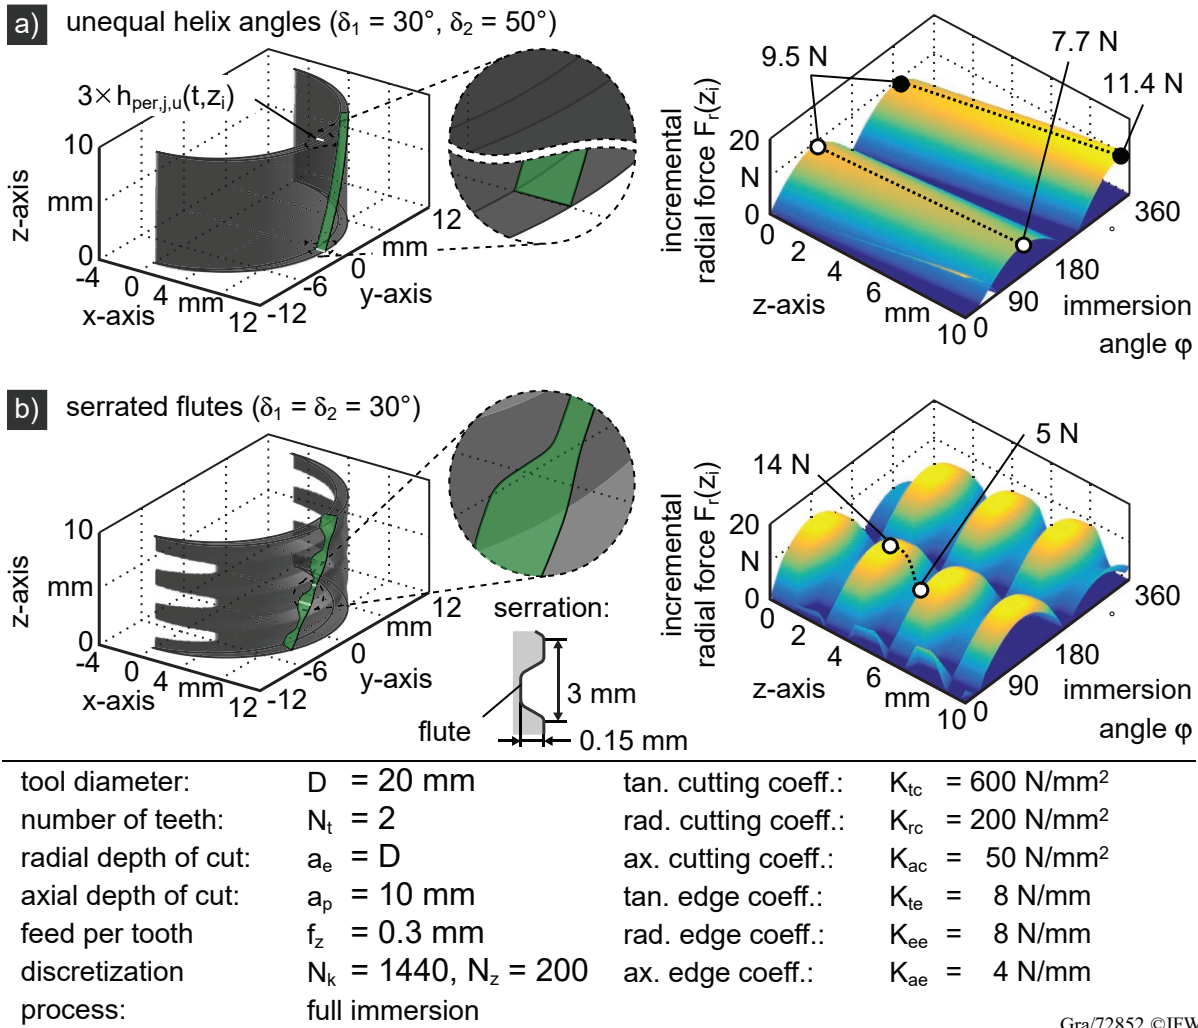 a) unequal helix angles (δ1 = 30°, δ2 = 50°)
3× hper,j,u(t,zi)
10
z-axis
mm
0
-4
0
4
mm
12
x-axis
-12
-6
0
mm
12
y-axis
9.5 N
7.7 N
11.4 N
incremental
radial force Fr(zi)
20
N
0
0
2
4
6
mm
10
z-axis
0
90
180
°
360
immersion
angle φ
b) serrated flutes (δ1 = δ2 = 30°)
10
z-axis
mm
0
-4
0
4
mm
12
x-axis
-12
-6
0
mm
12
y-axis
serration:
3 mm
flute
0.15 mm
14 N
5 N
incremental
radial force Fr(zi)
20
N
0
0
2
4
6
mm
10
z-axis
0
90
180
°
360
immersion
angle φ
tool diameter: D = 20 mm
number of teeth: Nt = 2
radial depth of cut: ae = D
axial depth of cut: ap = 10 mm
feed per tooth fz = 0.3 mm
discretization Nk = 1440, Nz = 200
process: full immersion
tan. cutting coeff.: Ktc = 600 N/mm²
rad. cutting coeff.: Krc = 200 N/mm²
ax. cutting coeff.: Kac = 50 N/mm²
tan. edge coeff.: Kte = 8 N/mm
rad. edge coeff.: Kee = 8 N/mm
ax. edge coeff.: Kae = 4 N/mm
Gra/72852 ©IFW